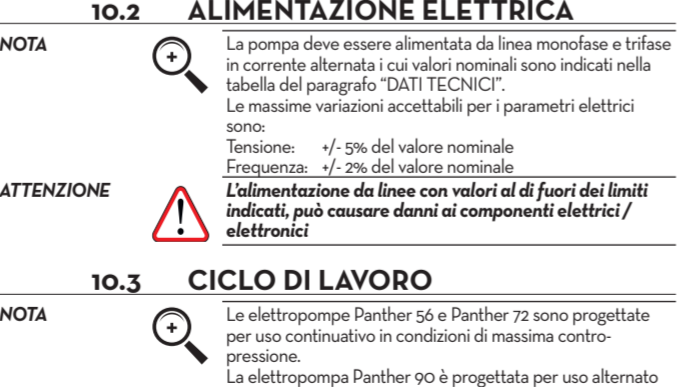 10.2 ALIMENTAZIONE ELETTRICA
NOTA
La pompa deve essere alimentata da linea monofase e trifase
in corrente alternata i cui valori nominali sono indicati nella
tabella del paragrafo “DATI TECNICI”.
Le massime variazioni accettabili per i parametri elettrici
sono:
Tensione: +/- 5% del valore nominale
Frequenza: +/- 2% del valore nominale
ATTENZIONE
L’alimentazione da linee con valori al di fuori dei limiti
indicati, può causare danni ai componenti elettrici /
elettronici
10.3 CICLO DI LAVORO
NOTA
Le elettropompe Panther 56 e Panther 72 sono progettate
per uso continuativo in condizioni di massima contro-
pressione.
La elettropompa Panther 90 è progettata per uso alternato